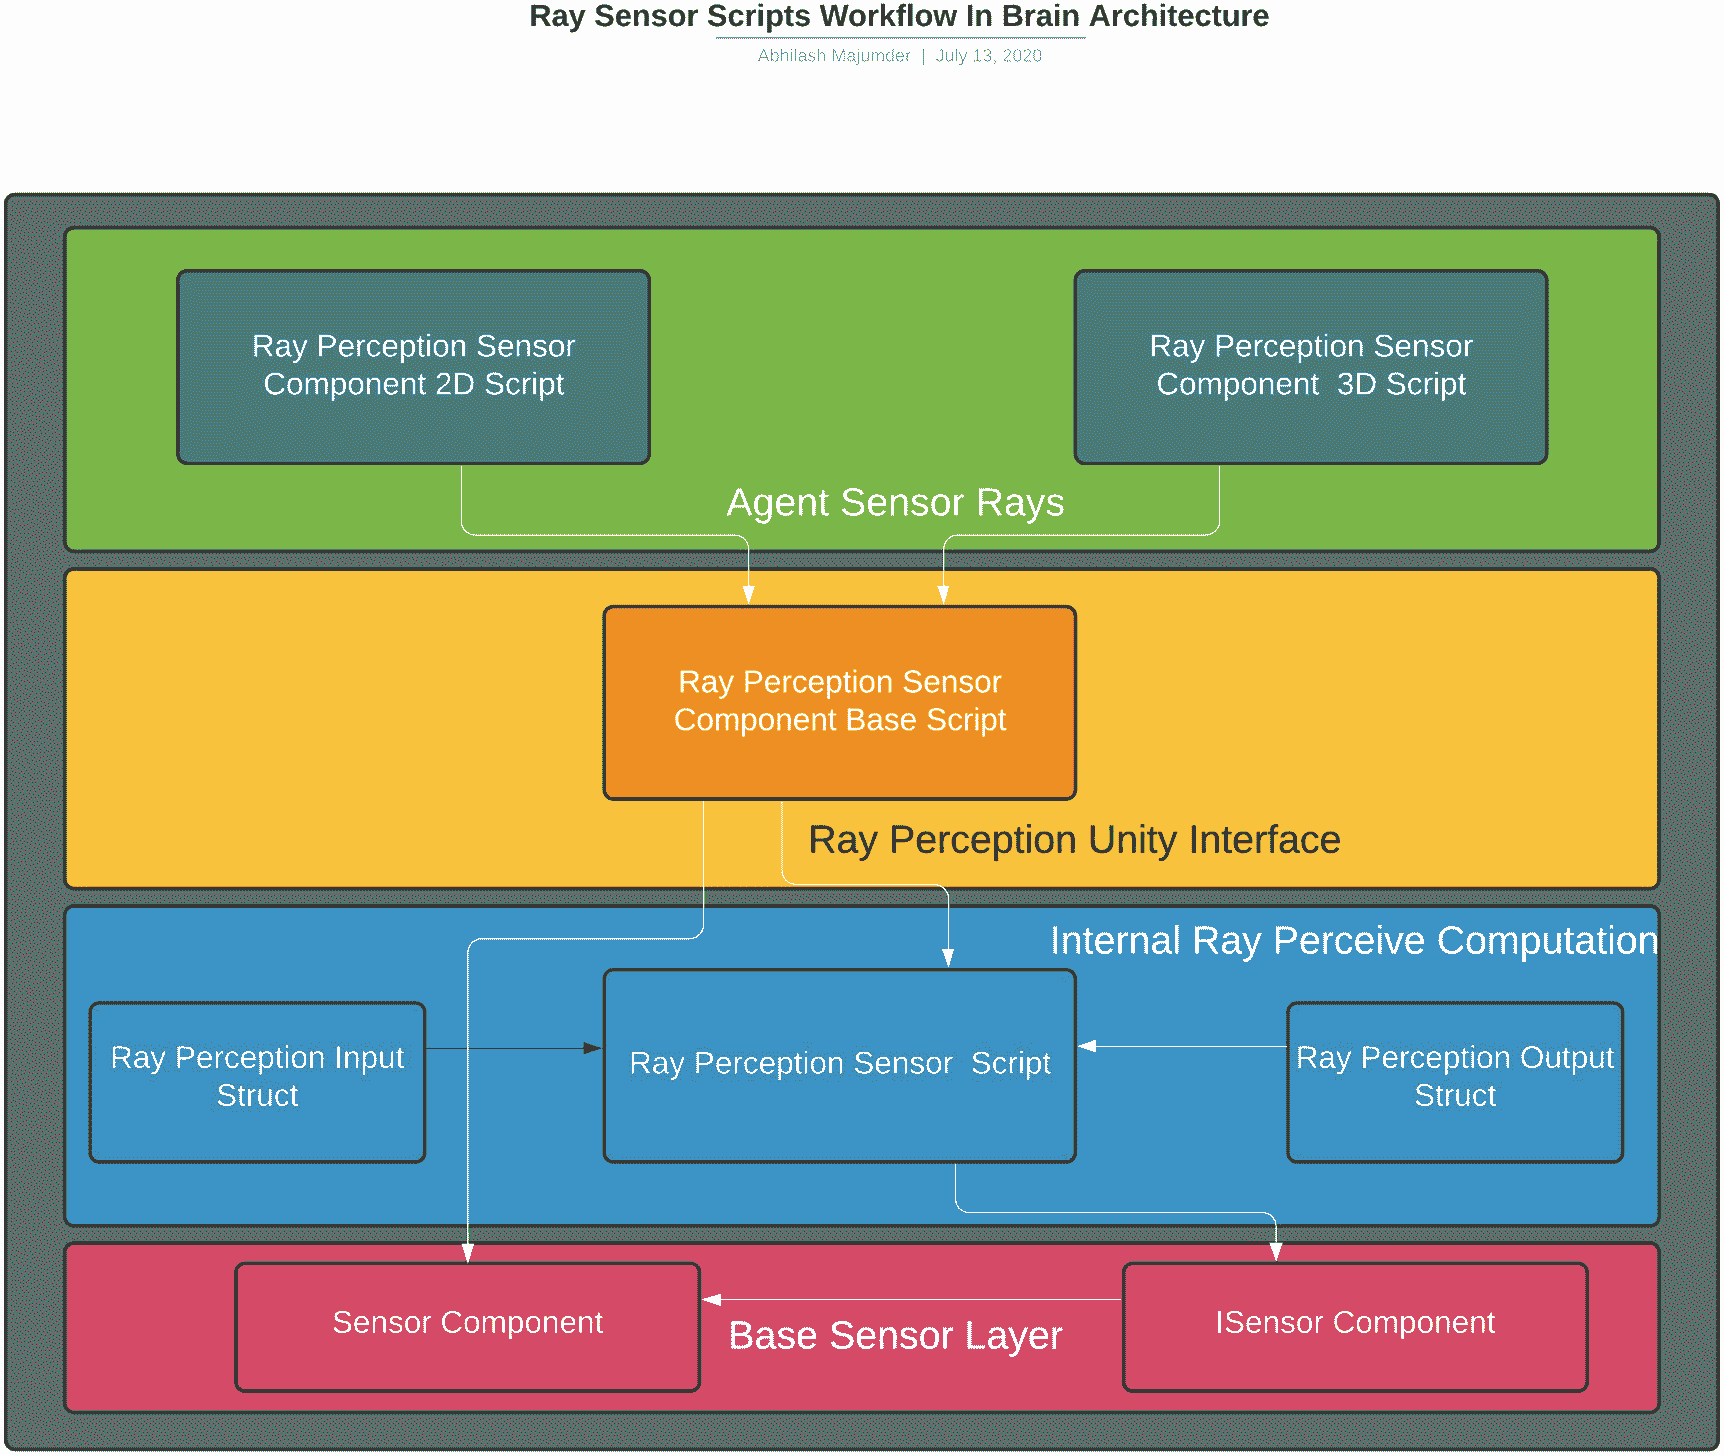 Ray Sensor Scripts Workflow In Brain Architecture
Abhilash Majumder | July 13, 2020
Ray Perception Sensor
Component 2D Script
Ray Perception Sensor
Component 3D Script
Agent Sensor Rays
Ray Perception Sensor
Component Base Script
Ray Perception Unity Interface
Internal Ray Perceive Computation
Ray Perception Input
Struct
Ray Perception Sensor Script
Ray Perception Output
Struct
Sensor Component
Base Sensor Layer
ISensor Component